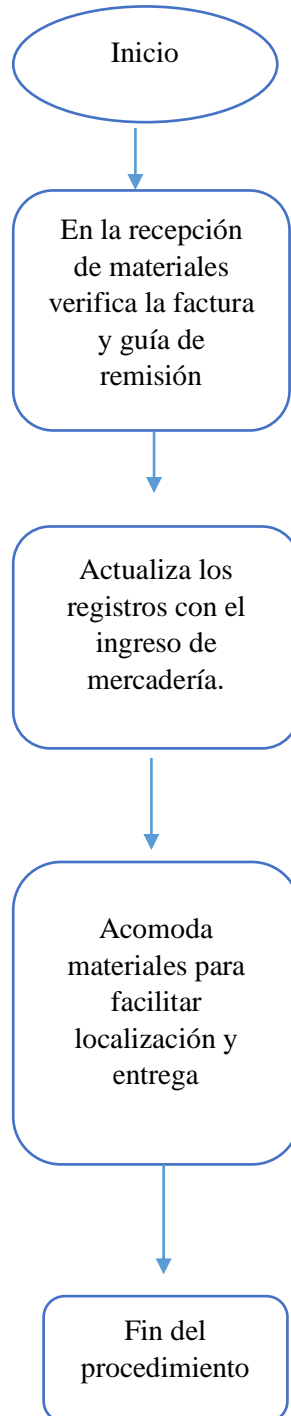 Inicio
En la recepción
de materiales
verifica la factura
y guía de
remisión
Actualiza los
registros con el
ingreso de
mercadería.
Acomoda
materiales para
facilitar
localización y
entrega
Fin del
procedimiento